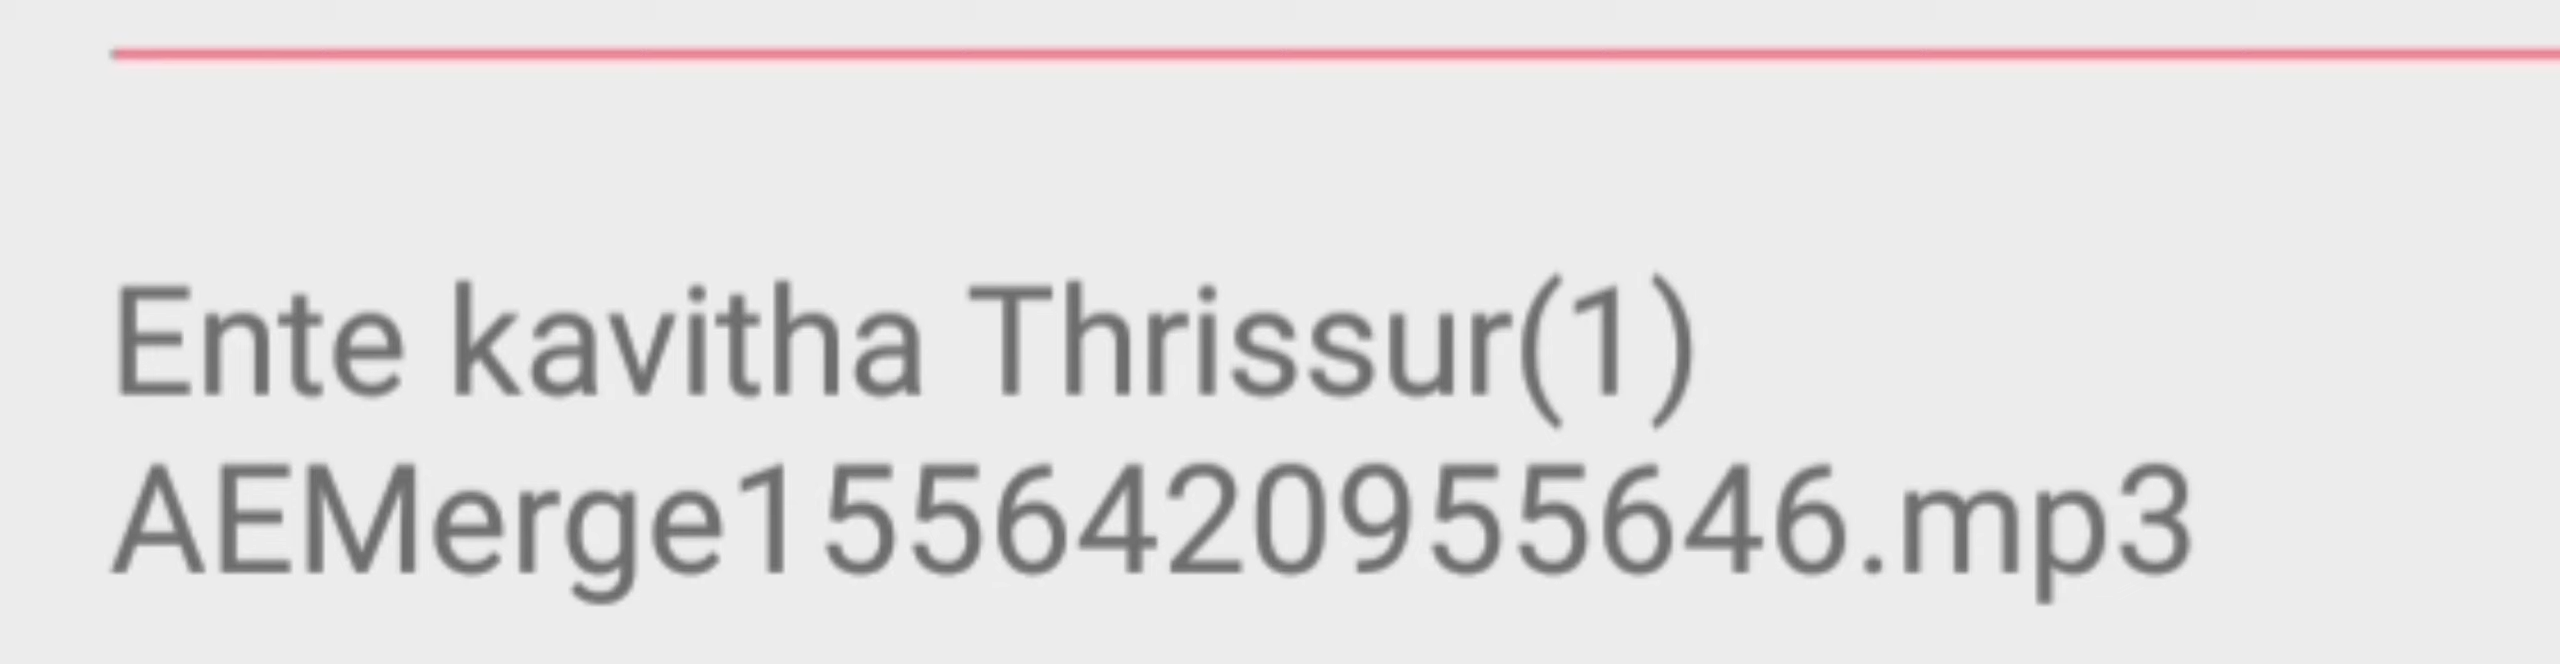 Ente kavitha Thrissur(1)
AEMerge1556420955646.mp3